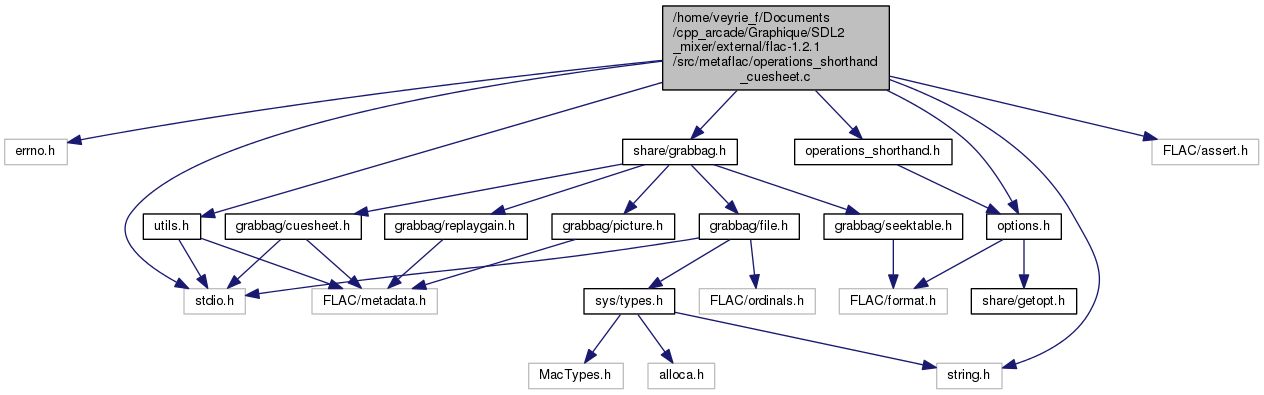 /home/veyrie_f/Documents
/cpp_arcade/Graphique/SDL2
_mixer/external/flac-1.2.1
/src/metaflac/operations_shorthand
_cuesheet.c
errno.h
share/grabbag.h
operations_shorthand.h
FLAC/assert.h
utils.h
grabbag/cuesheet.h
grabbag/replaygain.h
grabbag/picture.h
grabbag/file.h
grabbag/seektable.h
options.h
stdio.h
FLAC/metadata.h
sys/types.h
FLAC/ordinals.h
FLAC/format.h
share/getopt.h
MacTypes.h
alloca.h
string.h